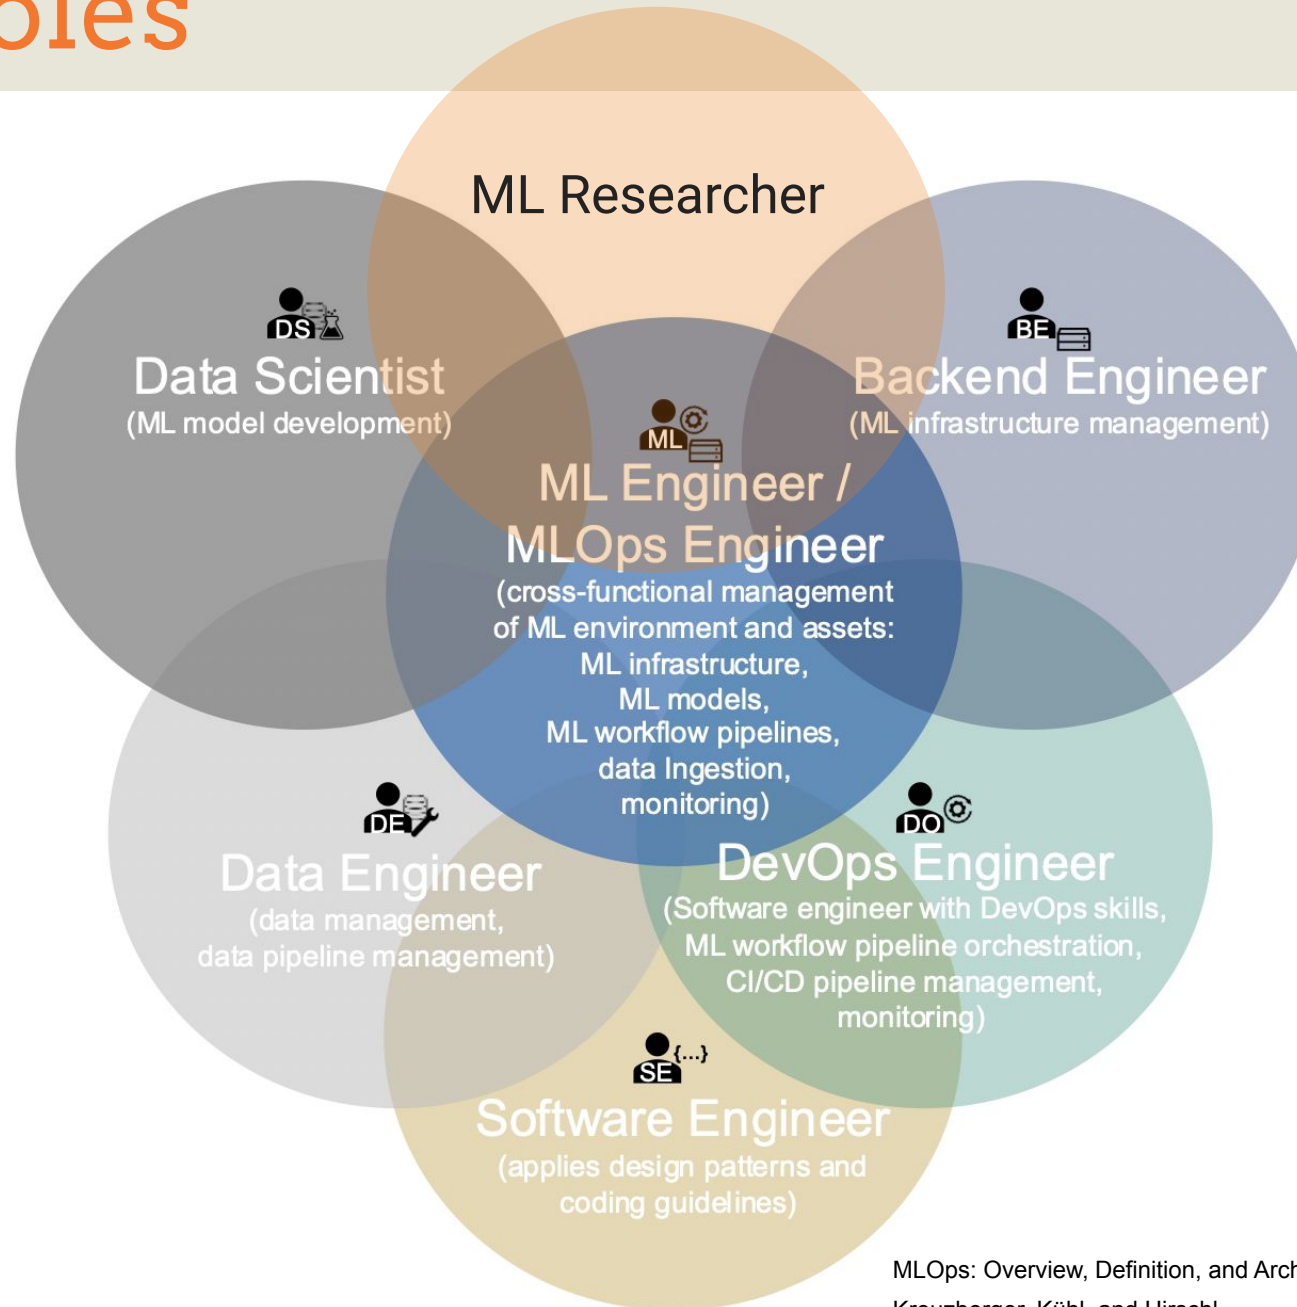 oles
ML Researcher
DS
Data Scientist
(ML model development)
BE
Backend Engineer
(ML infrastructure management)
ML
ML Engineer /
MLOps Engineer
(cross-functional management
of ML environment and assets:
ML infrastructure,
ML models,
ML workflow pipelines,
data Ingestion,
monitoring)
DE
Data Engineer
(data management,
data pipeline management)
DO
DevOps Engineer
(Software engineer with DevOps skills,
ML workflow pipeline orchestration,
CI/CD pipeline management,
monitoring)
SE {...}
Software Engineer
(applies design patterns and
coding guidelines)
MLOps: Overview, Definition, and Arch
Kreuzberger, Kühl, and Hirschl